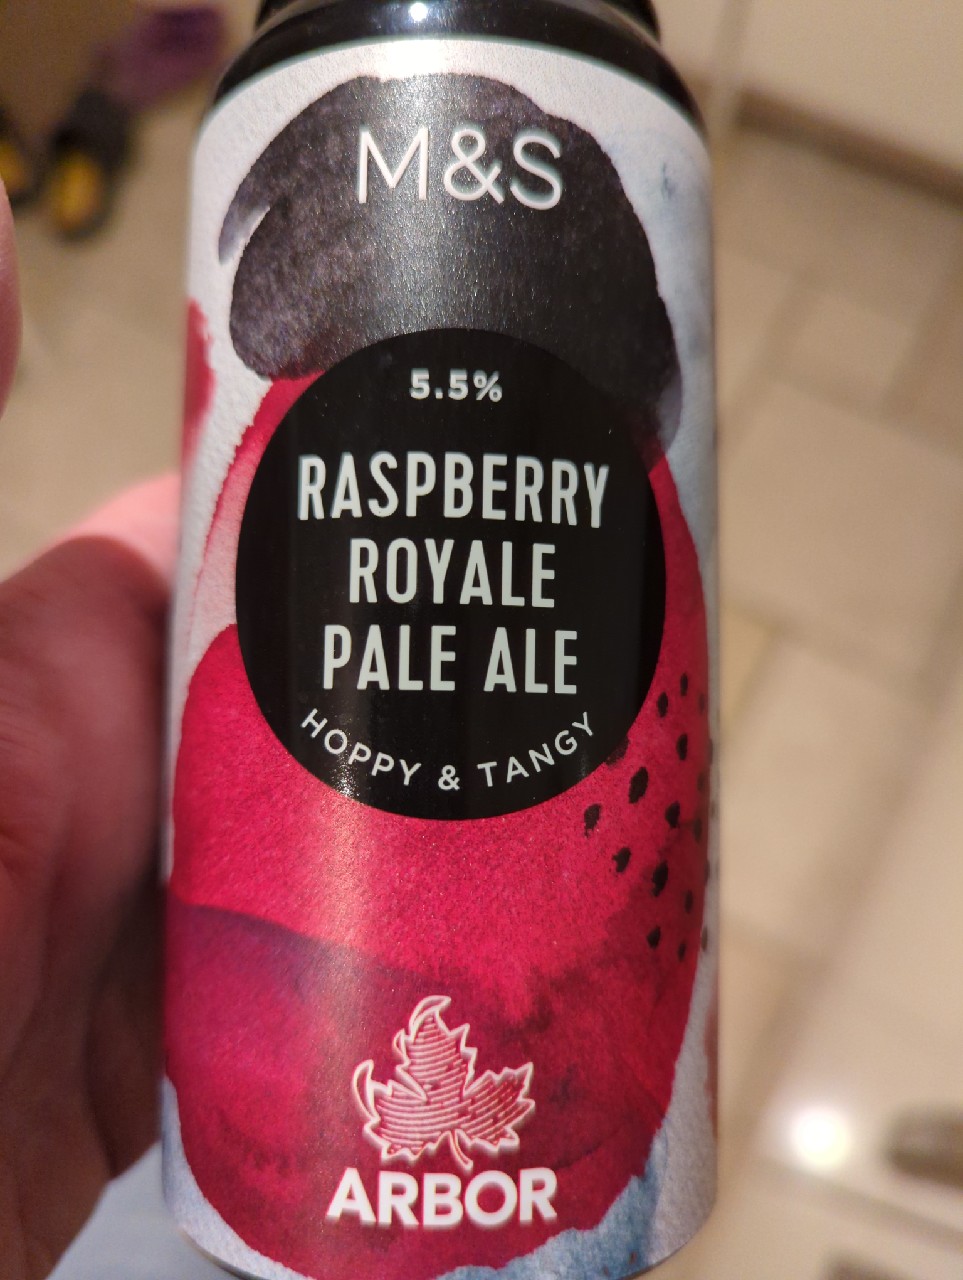 M&S
5.5%
RASPBERRY
ROYALE
PALE ALE
HOPPY & TANGY
ARBOR